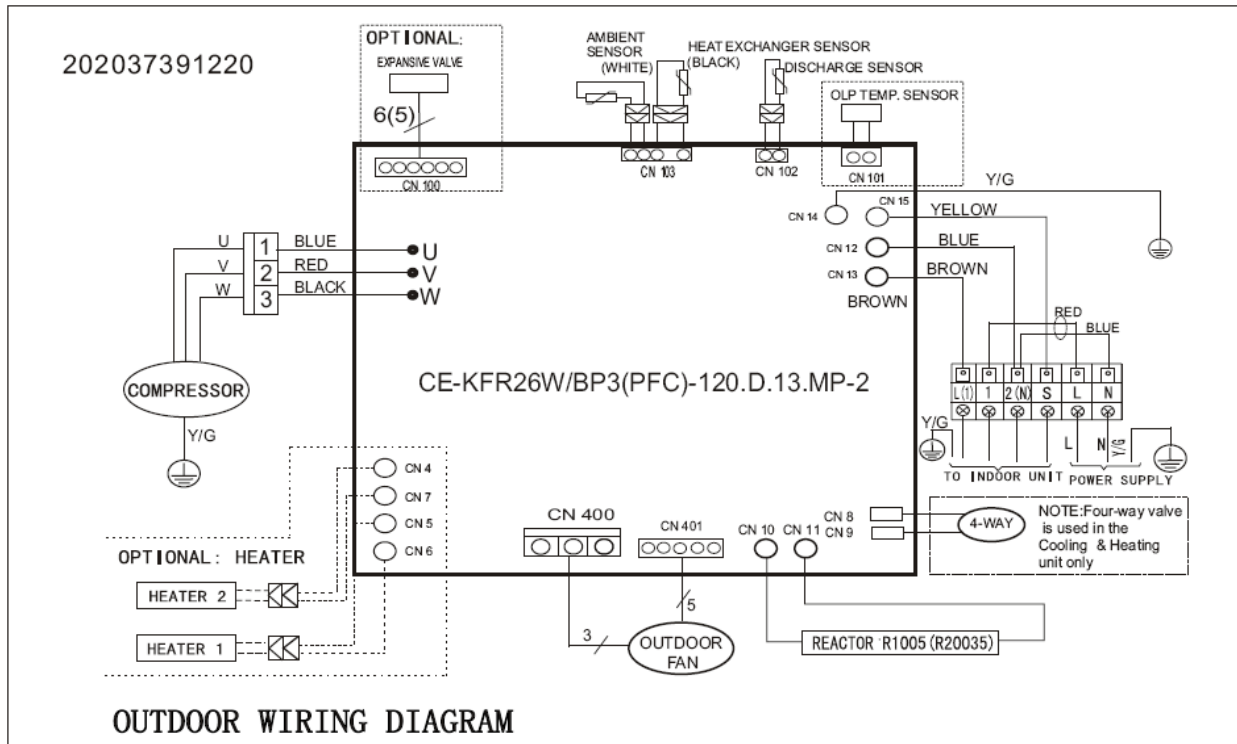 202037391220
OPTIONAL:
EXPANSIVE VALVE
6(5)
CN 100
AMBIENT
SENSOR
(WHITE)
HEAT EXCHANGER SENSOR
(BLACK)
DISCHARGE SENSOR
OLP TEMP. SENSOR
CN 103
CN 102
CN 101
Y/G
CN 14
CN 15
YELLOW
CN 12
BLUE
CN 13
BROWN
BROWN
U 1 BLUE U
V 2 RED V
W 3 BLACK W
COMPRESSOR
Y/G
CE-KFR26W/BP3(PFC)-120.D.13.MP-2
RED
BLUE
L(1) 1 2(N) S L N
Y/G
L N Y/G
TO INDOOR UNIT POWER SUPPLY
CN 4
CN 7
CN 5
CN 6
OPTIONAL: HEATER
HEATER 2
HEATER 1
CN 400
CN 401
CN 10
CN 11
CN 8
CN 9
4-WAY
NOTE:Four-way valve
is used in the
Cooling & Heating
unit only
3
5
OUTDOOR
FAN
REACTOR R1005(R20035)
OUTDOOR WIRING DIAGRAM